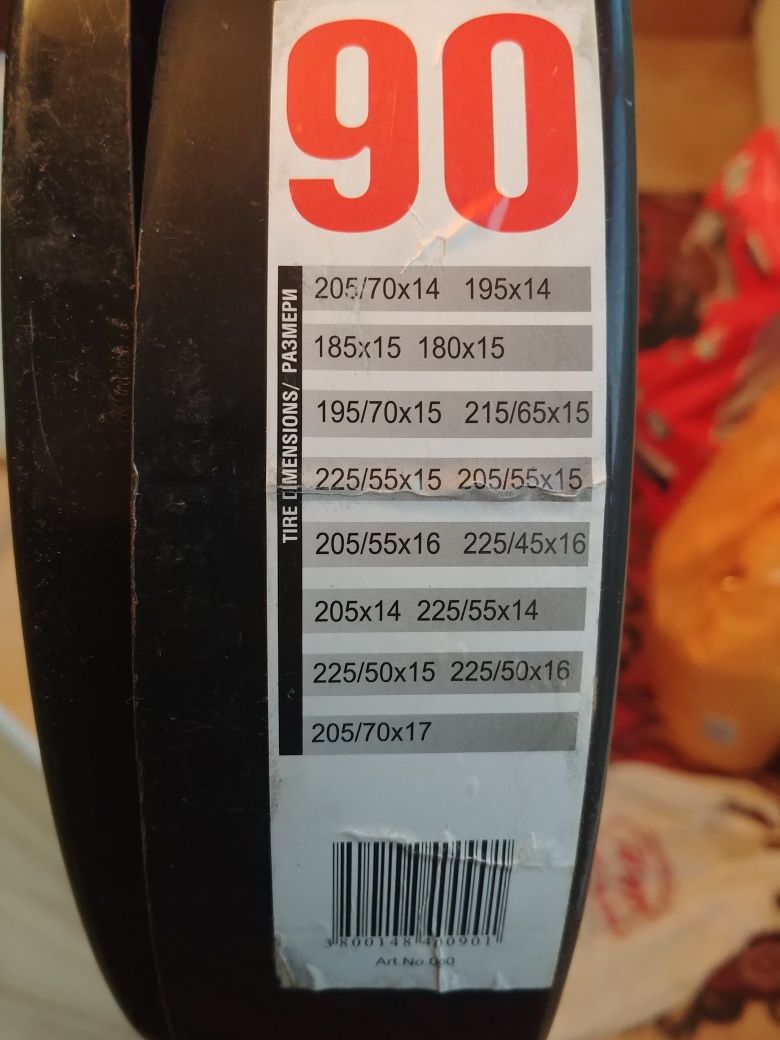 90
TIRE DIMENSIONS/ РАЗМЕРИ
205/70x14 195x14
185x15 180x15
195/70x15 215/65x15
225/55x15 205/55x15
205/55x16 225/45x16
205x14 225/55x14
225/50x15 225/50x16
205/70x17
3800148400901
Art.No.